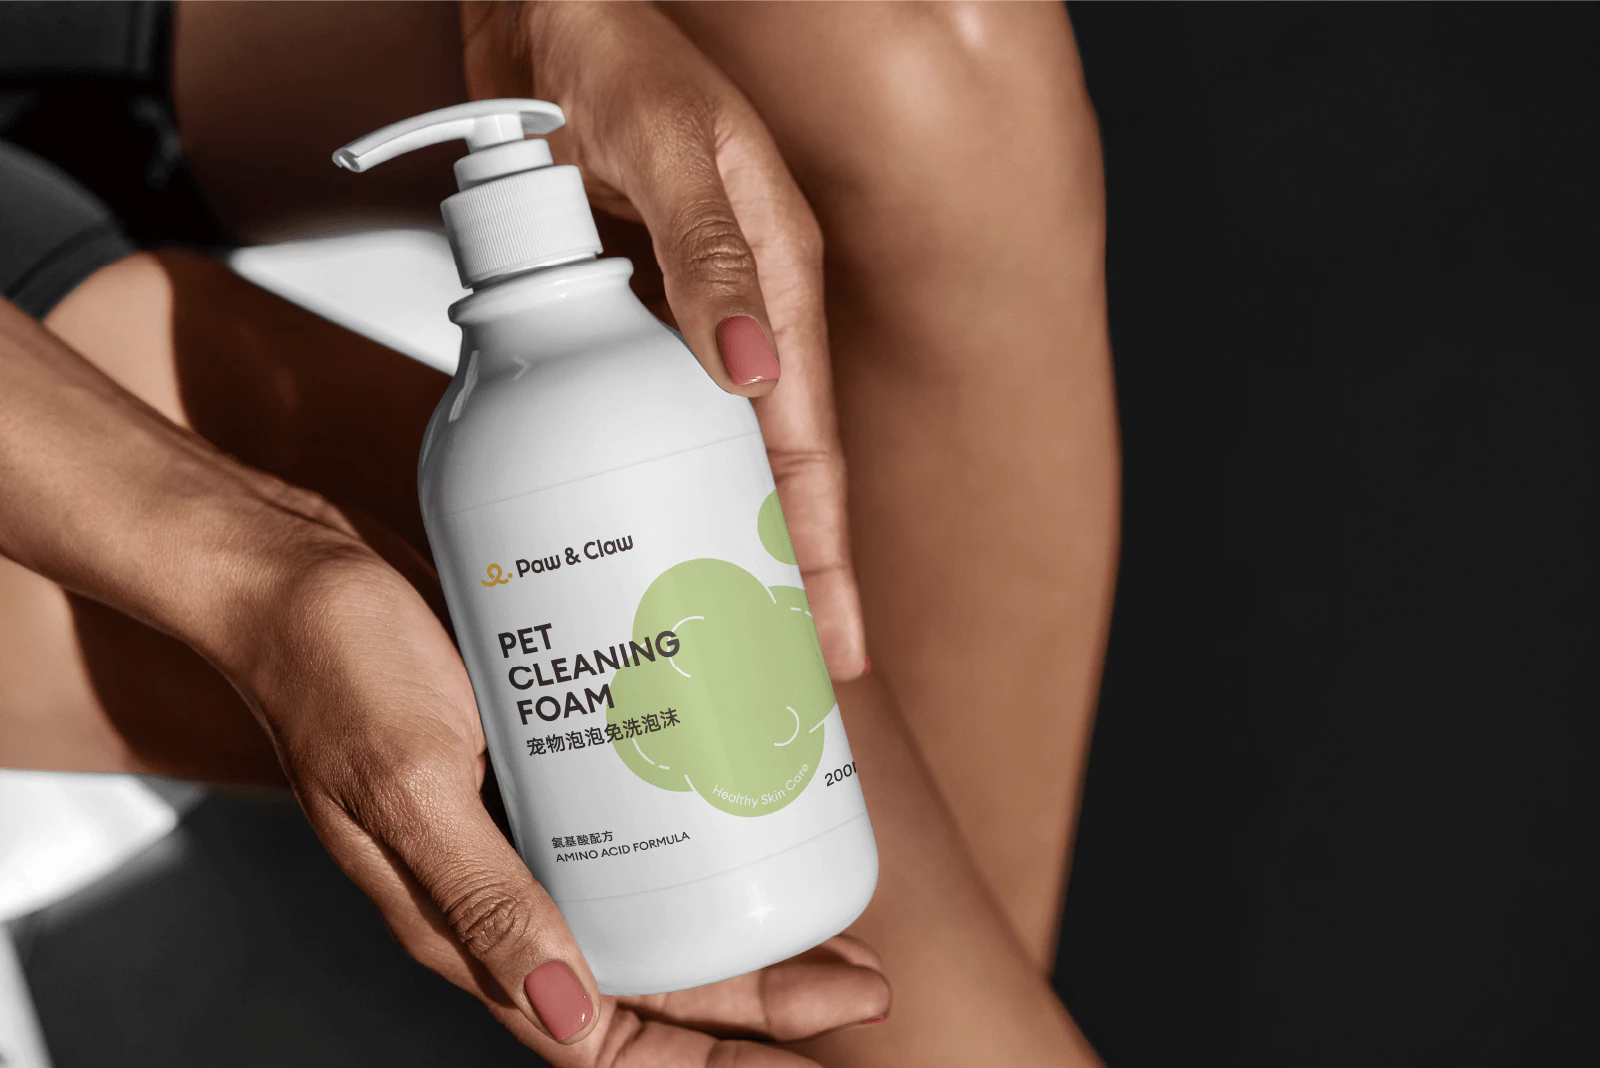 Paw & Claw
PET
CLEANING
FOAM
宠物泡泡免洗泡沫
Healthy Skin Care
氨基酸配方
AMINO ACID FORMULA